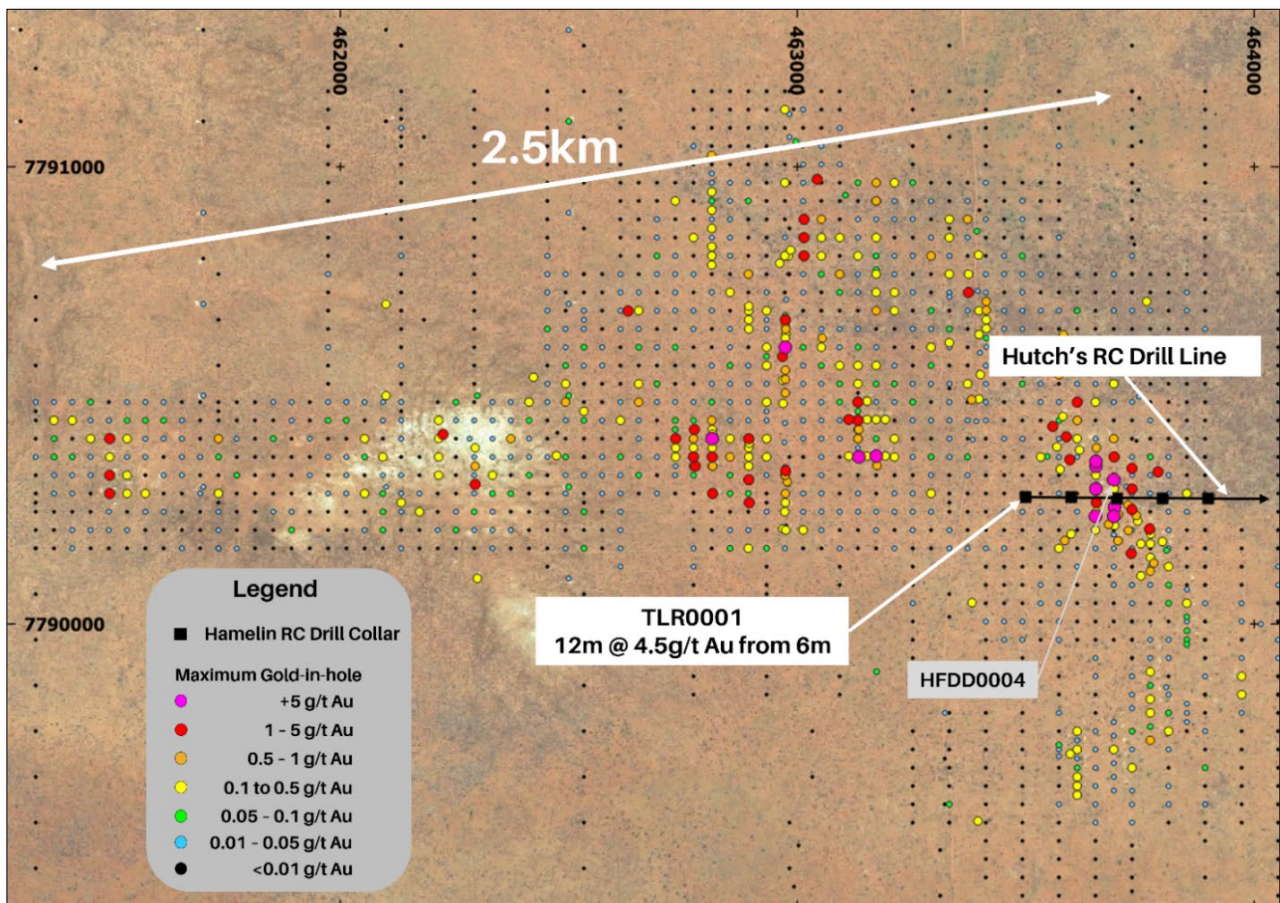 462000
463000
464000
2.5km
7791000
Hutch's RC Drill Line
TLR0001
12m @ 4.5g/t Au from 6m
HFDD0004
7790000
Legend
Hamelin RC Drill Collar
Maximum Gold-in-hole
+5 g/t Au
1 - 5 g/t Au
0.5 - 1 g/t Au
0.1 to 0.5 g/t Au
0.05 - 0.1 g/t Au
0.01 - 0.05 g/t Au
<0.01 g/t Au